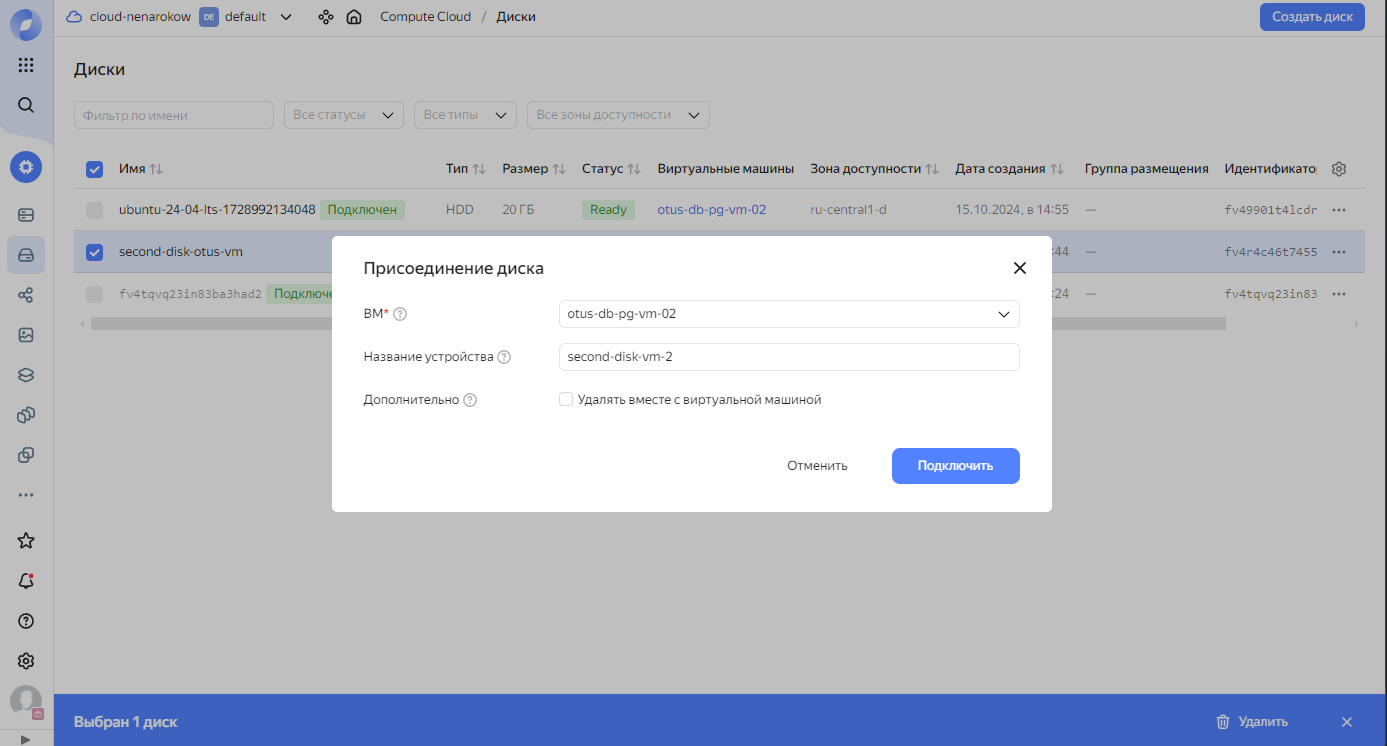 cloud-nenarokow DE default Compute Cloud / Диски Создать диск
Диски
Фильтр по имени Все статусы Все типы Все зоны доступности
Имя Тип Размер Статус Виртуальные машины Зона доступности Дата создания Группа размещения Идентификатор
ubuntu-24-04-lts-1728992134048 Подключен HDD 20 ГБ Ready otus-db-pg-vm-02 ru-central1-d 15.10.2024, в 14:55 — fv49901t4lcdr
second-disk-otus-vm :44 — fv4r4c46t7455
fv4tqvq23in83ba3had2 Подключе :24 — fv4tqvq23in83
Присоединение диска
ВМ* otus-db-pg-vm-02
Название устройства second-disk-vm-2
Дополнительно Удалять вместе с виртуальной машиной
Отменить Подключить
Выбран 1 диск Удалить